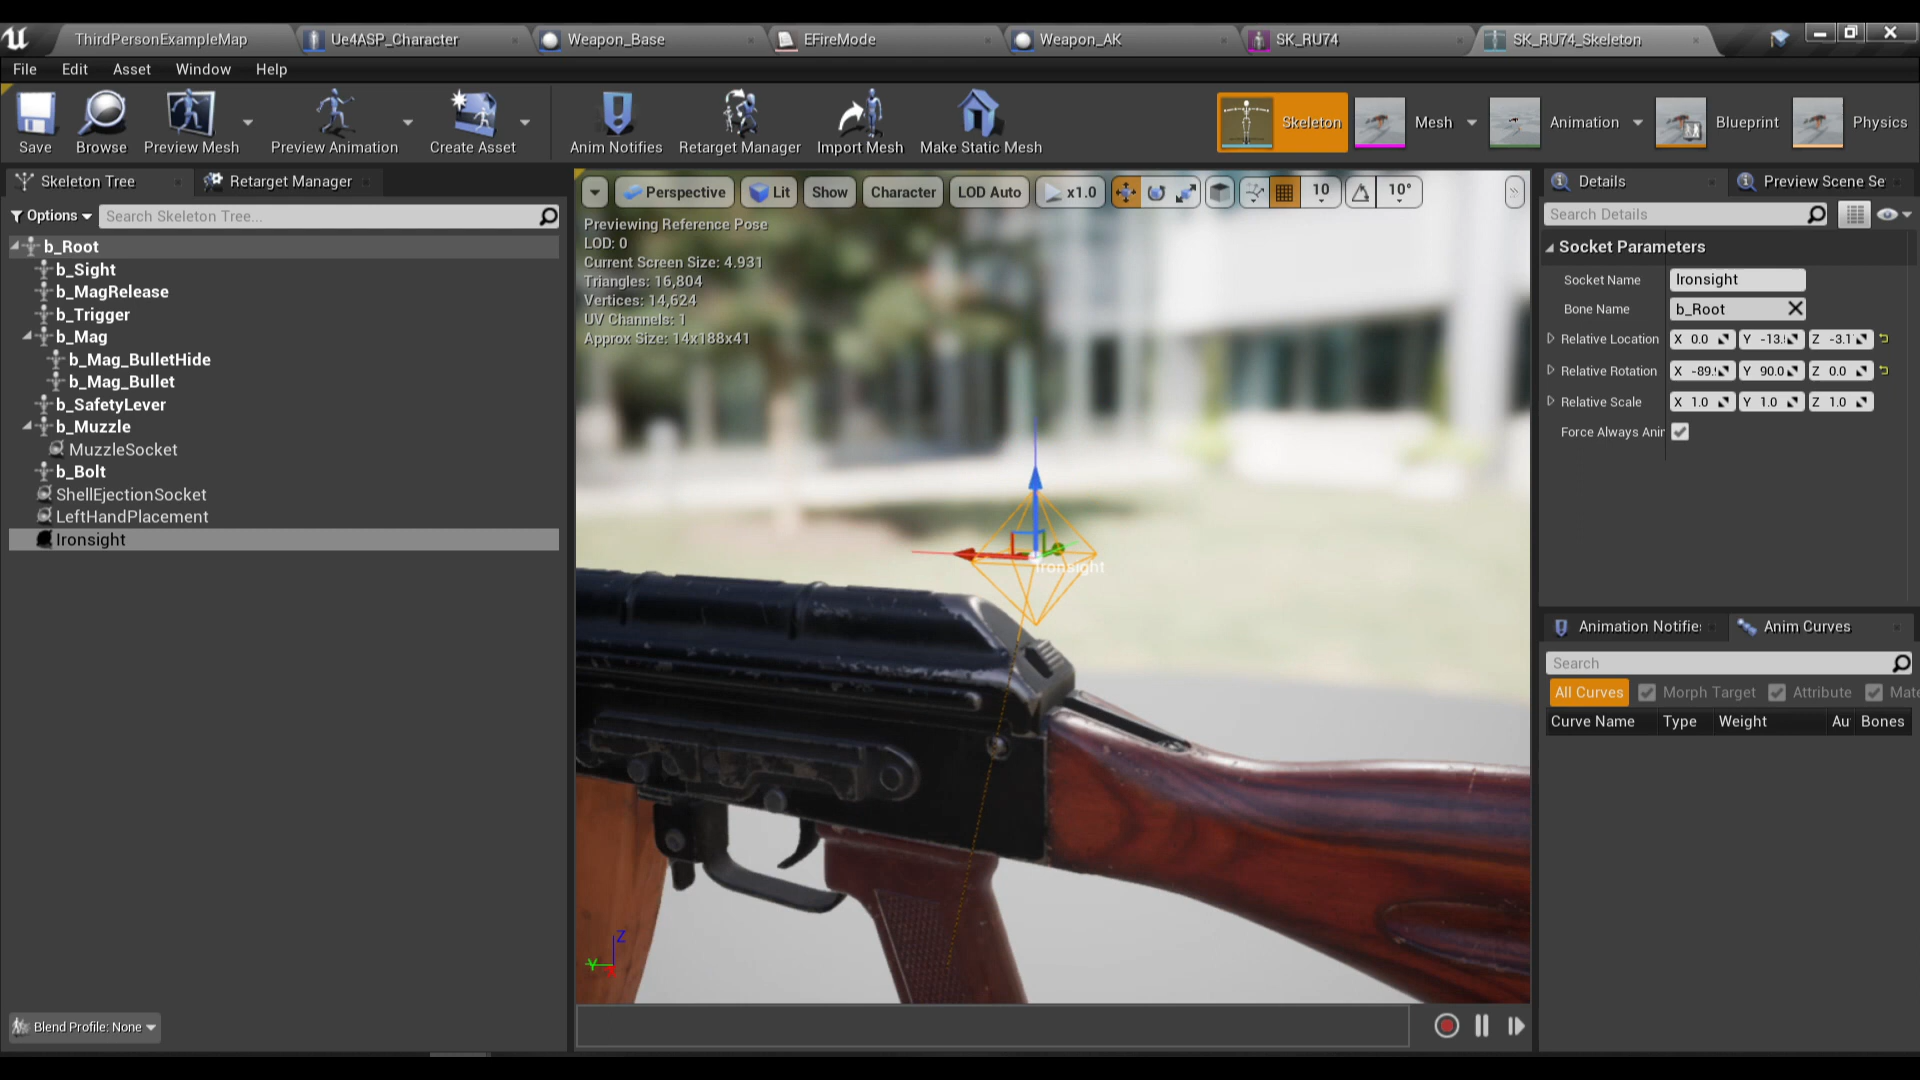 ThirdPersonExampleMap
Ue4ASP_Character
Weapon_Base
EFireMode
Weapon_AK
SK_RU74
SK_RU74_Skeleton
File Edit Asset Window Help
Save
Browse
Preview Mesh
Preview Animation
Create Asset
Anim Notifies
Retarget Manager
Import Mesh
Make Static Mesh
Skeleton
Mesh
Animation
Blueprint
Physics
Skeleton Tree
Retarget Manager
Options
Search Skeleton Tree...
b_Root
b_Sight
b_MagRelease
b_Trigger
b_Mag
b_Mag_BulletHide
b_Mag_Bullet
b_SafetyLever
b_Muzzle
MuzzleSocket
b_Bolt
ShellEjectionSocket
LeftHandPlacement
Ironsight
Blend Profile: None
Perspective
Lit
Show
Character
LOD Auto
x1.0
10
10°
Previewing Reference Pose
LOD: 0
Current Screen Size: 4.931
Triangles: 16,804
Vertices: 14,624
UV Channels: 1
Approx Size: 14x188x41
Ironsight
Z
Y
X
Details
Preview Scene Se
Search Details
Socket Parameters
Socket Name Ironsight
Bone Name b_Root
Relative Location X 0.0 Y -13. Z -3.1
Relative Rotation X -89. Y 90.0 Z 0.0
Relative Scale X 1.0 Y 1.0 Z 1.0
Force Always Anir
Animation Notifie
Anim Curves
Search
All Curves Morph Target Attribute Mate
Curve Name Type Weight Au Bones